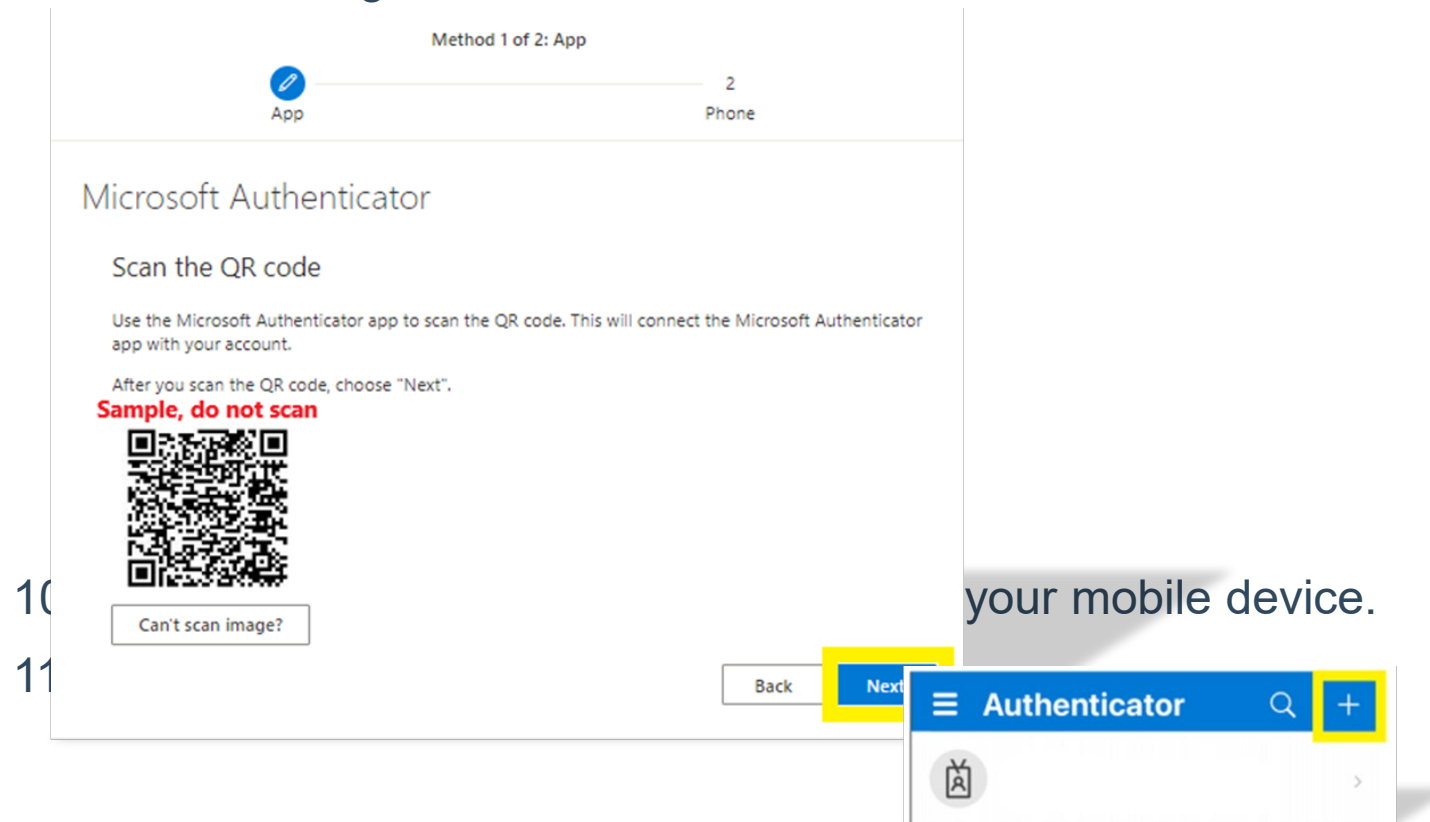 Method 1 of 2: App
App
2
Phone
Microsoft Authenticator
Scan the QR code
Use the Microsoft Authenticator app to scan the QR code. This will connect the Microsoft Authenticator
app with your account.
After you scan the QR code, choose "Next".
Sample, do not scan
10
your mobile device.
Can't scan image?
11
Back
Next
Authenticator